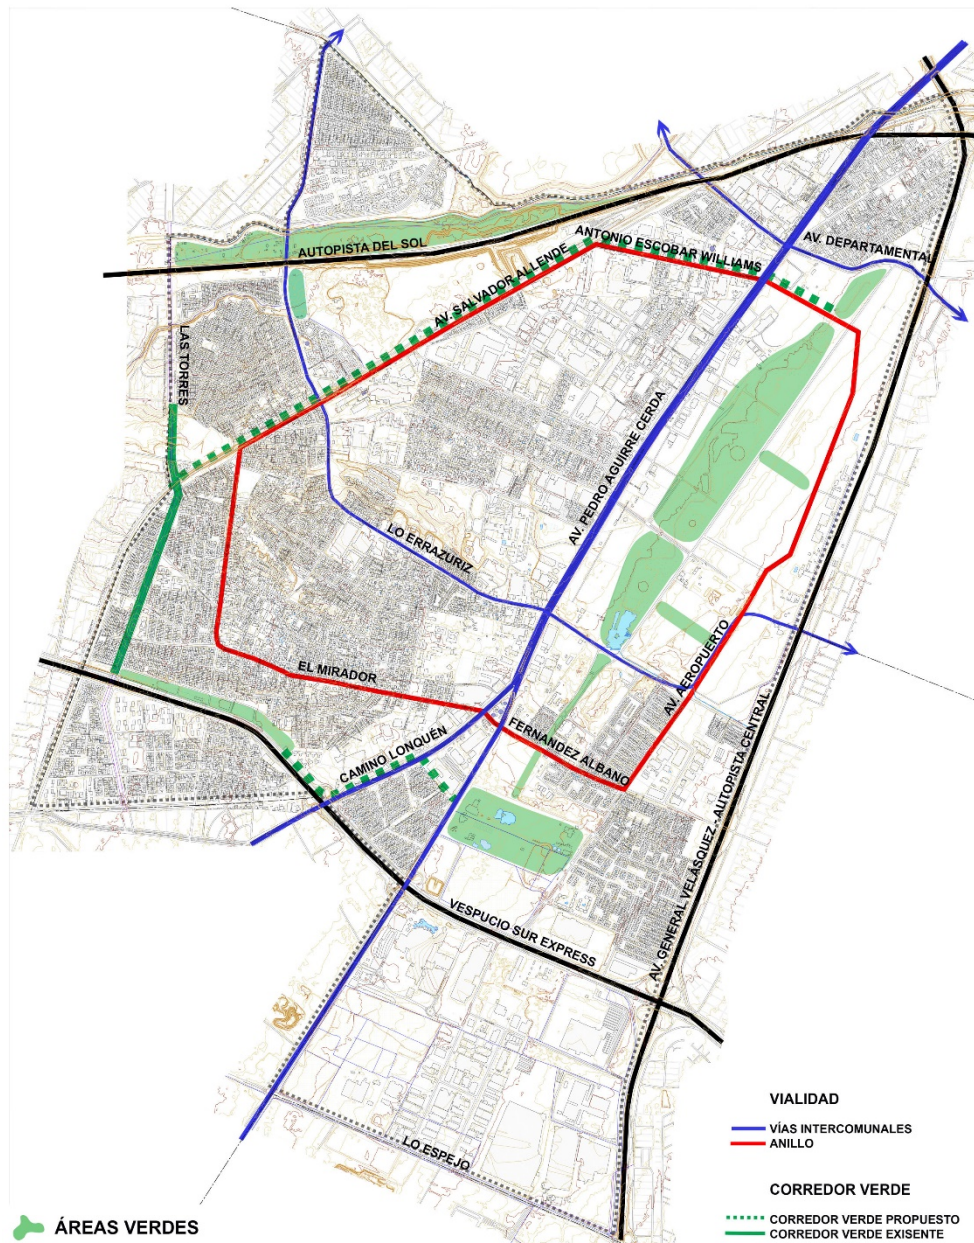 AUTOPISTA DEL SOL
ANTONIO ESCOBAR WILLIAMS
AV. DEPARTAMENTAL
AV. SALVADOR ALLENDE
LAS TORRES
AV. PEDRO AGUIRRE CERDA
LO ERRAZURIZ
EL MIRADOR
AV. AEROPUERTO
FERNANDEZ ALBANO
CAMINO LONQUÉN
AV. GENERAL VELÁSQUEZ - AUTOPISTA CENTRAL
VESPUCIO SUR EXPRESS
LO ESPEJO
VIALIDAD
VÍAS INTERCOMUNALES
ANILLO
CORREDOR VERDE
CORREDOR VERDE PROPUESTO
CORREDOR VERDE EXISENTE
ÁREAS VERDES